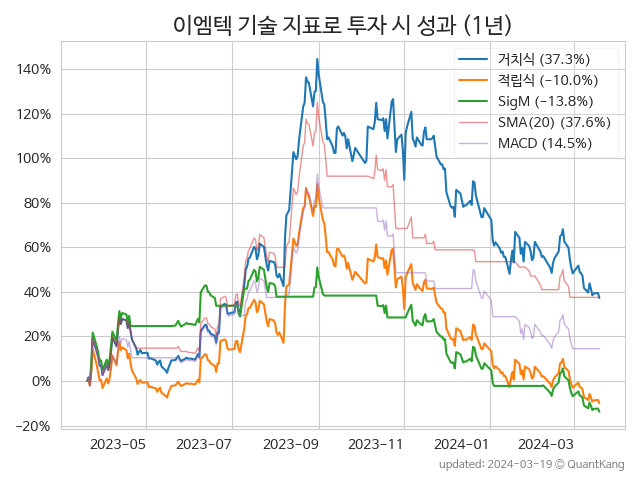 이엠텍 기술 지표로 투자 시 성과 (1년)
거치식 (37.3%)
적립식 (−10.0%)
SigM (−13.8%)
SMA(20) (37.6%)
MACD (14.5%)
140%
120%
100%
80%
60%
40%
20%
0%
−20%
2023-05 2023-07 2023-09 2023-11 2024-01 2024-03
updated: 2024-03-19 © QuantKang